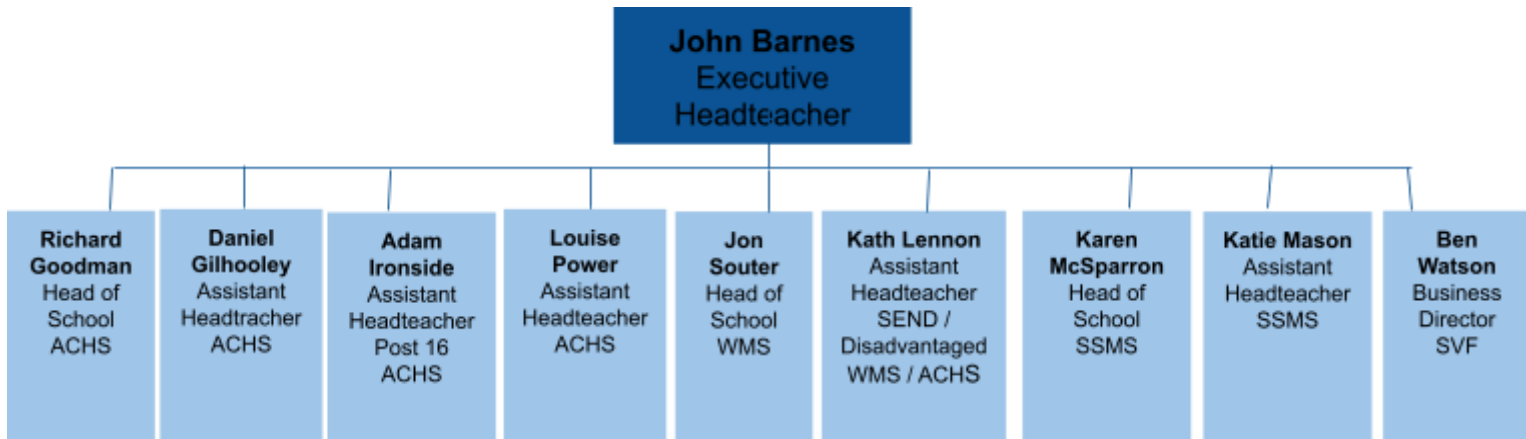 John Barnes
Executive
Headteacher
Richard
Goodman
Head of
School
ACHS
Daniel
Gilhooley
Assistant
Headtracher
ACHS
Adam
Ironside
Assistant
Headteacher
Post 16
ACHS
Louise
Power
Assistant
Headteacher
ACHS
Jon
Souter
Head of
School
WMS
Kath Lennon
Assistant
Headteacher
SEND /
Disadvantaged
WMS / ACHS
Karen
McSparron
Head of
School
SSMS
Katie Mason
Assistant
Headteacher
SSMS
Ben
Watson
Business
Director
SVF